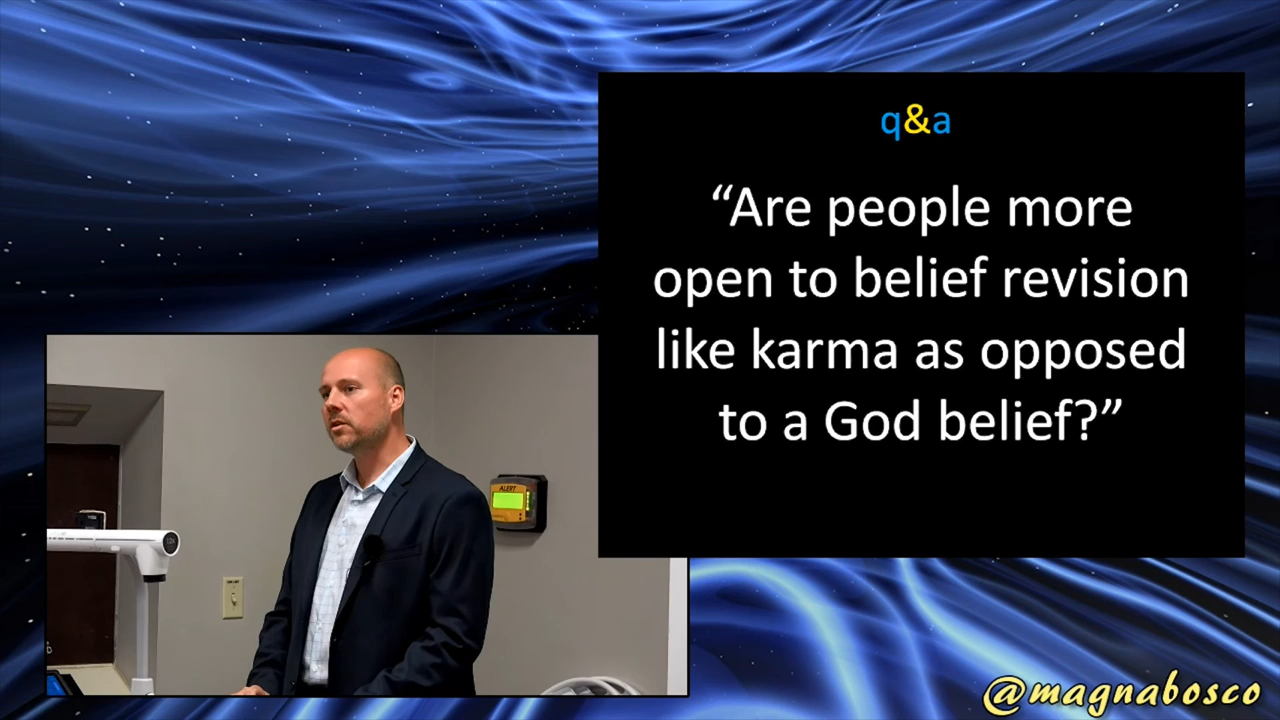 q&a
“Are people more
open to belief revision
like karma as opposed
to a God belief?”
ALERT
@magnabosco